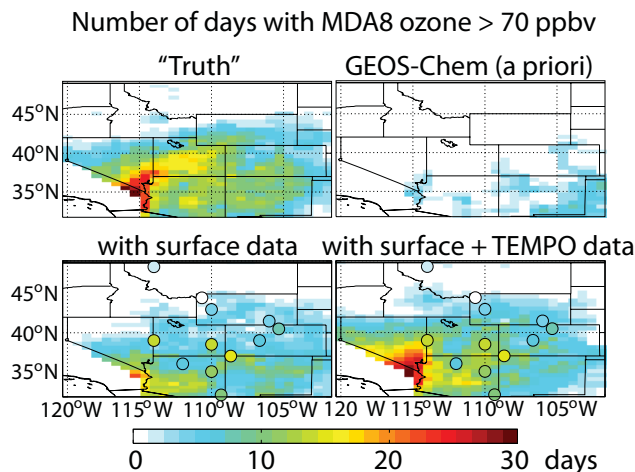 Number of days with MDA8 ozone > 70 ppbv
“Truth” GEOS-Chem (a priori)
45°N
40°N
35°N
with surface data with surface + TEMPO data
45°N
40°N
35°N
120°W 115°W 110°W 105°W 120 W 115°W 110°W 105°W
0 10 20 30 days